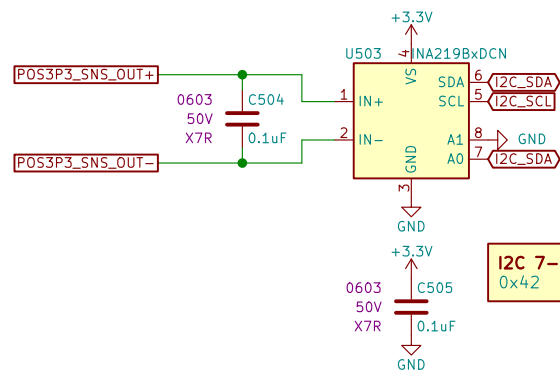 +3.3V
U503
INA219BxDCN
4
VS
POS3P3_SNS_OUT+
SDA
6
I2C_SDA
0603
C504
1
IN+
SCL
5
I2C_SCL
50V
X7R
0.1uF
2
IN-
A1
8
GND
POS3P3_SNS_OUT-
GND
A0
7
I2C_SDA
3
GND
+3.3V
I2C 7-
0x42
0603
C505
50V
X7R
0.1uF
GND